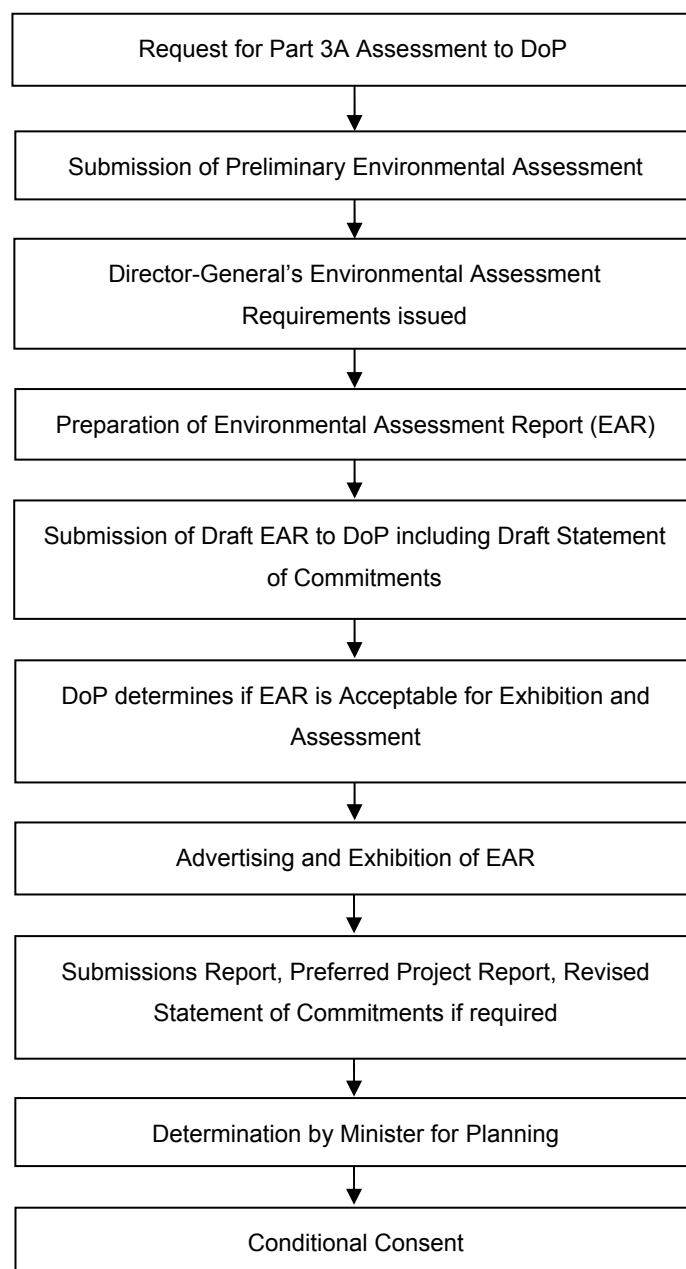 Request for Part 3A Assessment to DoP
Submission of Preliminary Environmental Assessment
Director-General’s Environmental Assessment
Requirements issued
Preparation of Environmental Assessment Report (EAR)
Submission of Draft EAR to DoP including Draft Statement
of Commitments
DoP determines if EAR is Acceptable for Exhibition and
Assessment
Advertising and Exhibition of EAR
Submissions Report, Preferred Project Report, Revised
Statement of Commitments if required
Determination by Minister for Planning
Conditional Consent